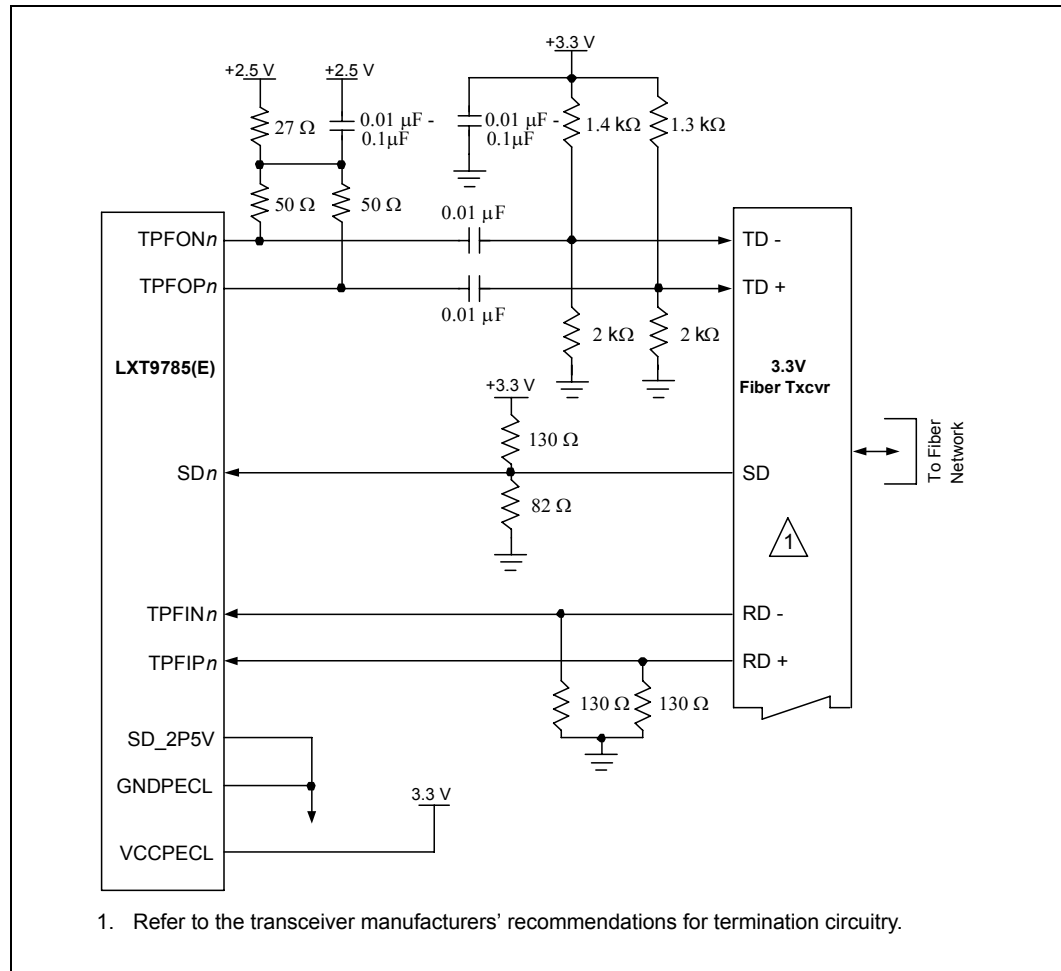 +3.3 V
+2.5 V
+2.5 V
27 Ω
0.01 µF -
0.1µF
0.01 µF -
0.1µF
1.4 kΩ
1.3 kΩ
50 Ω
50 Ω
0.01 µF
TPFONn
TD -
TPFOPn
TD +
0.01 µF
2 kΩ
2 kΩ
LXT9785(E)
3.3V
Fiber Txcvr
+3.3 V
130 Ω
SDn
SD
To Fiber
Network
82 Ω
1
TPFINn
RD -
TPFIPn
RD +
130 Ω
130 Ω
SD_2P5V
GNDPECL
3.3 V
VCCPECL
1. Refer to the transceiver manufacturers’ recommendations for termination circuitry.